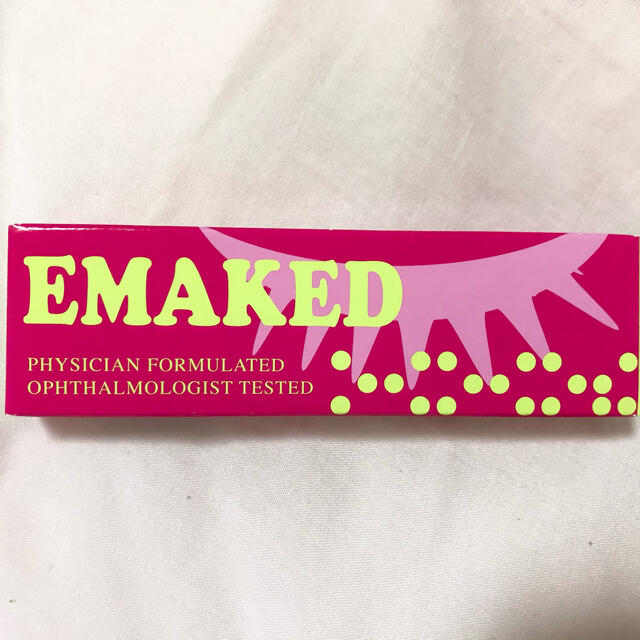 EMAKED
PHYSICIAN FORMULATED
OPHTHALMOLOGIST TESTED